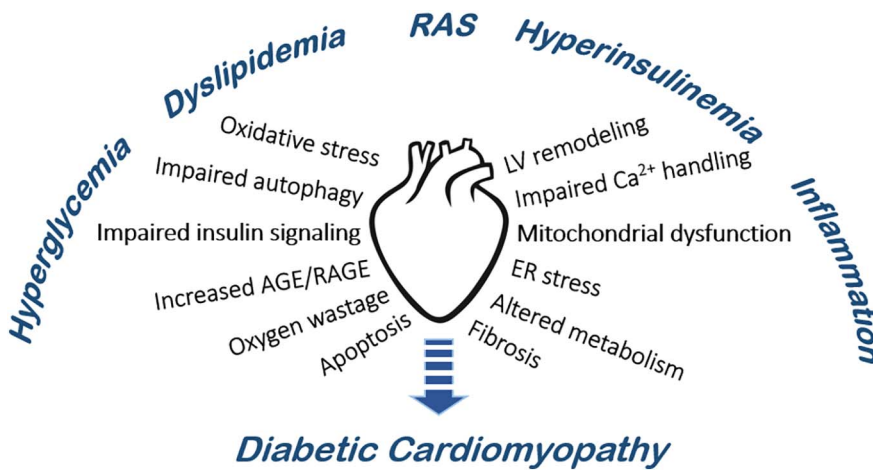 Hyperglycemia
Dyslipidemia
RAS
Hyperinsulinemia
Inflammation
Oxidative stress
Impaired autophagy
Impaired insulin signaling
Increased AGE/RAGE
Oxygen wastage
Apoptosis
LV remodeling
Impaired Ca²⁺ handling
Mitochondrial dysfunction
ER stress
Altered metabolism
Fibrosis
Diabetic Cardiomyopathy